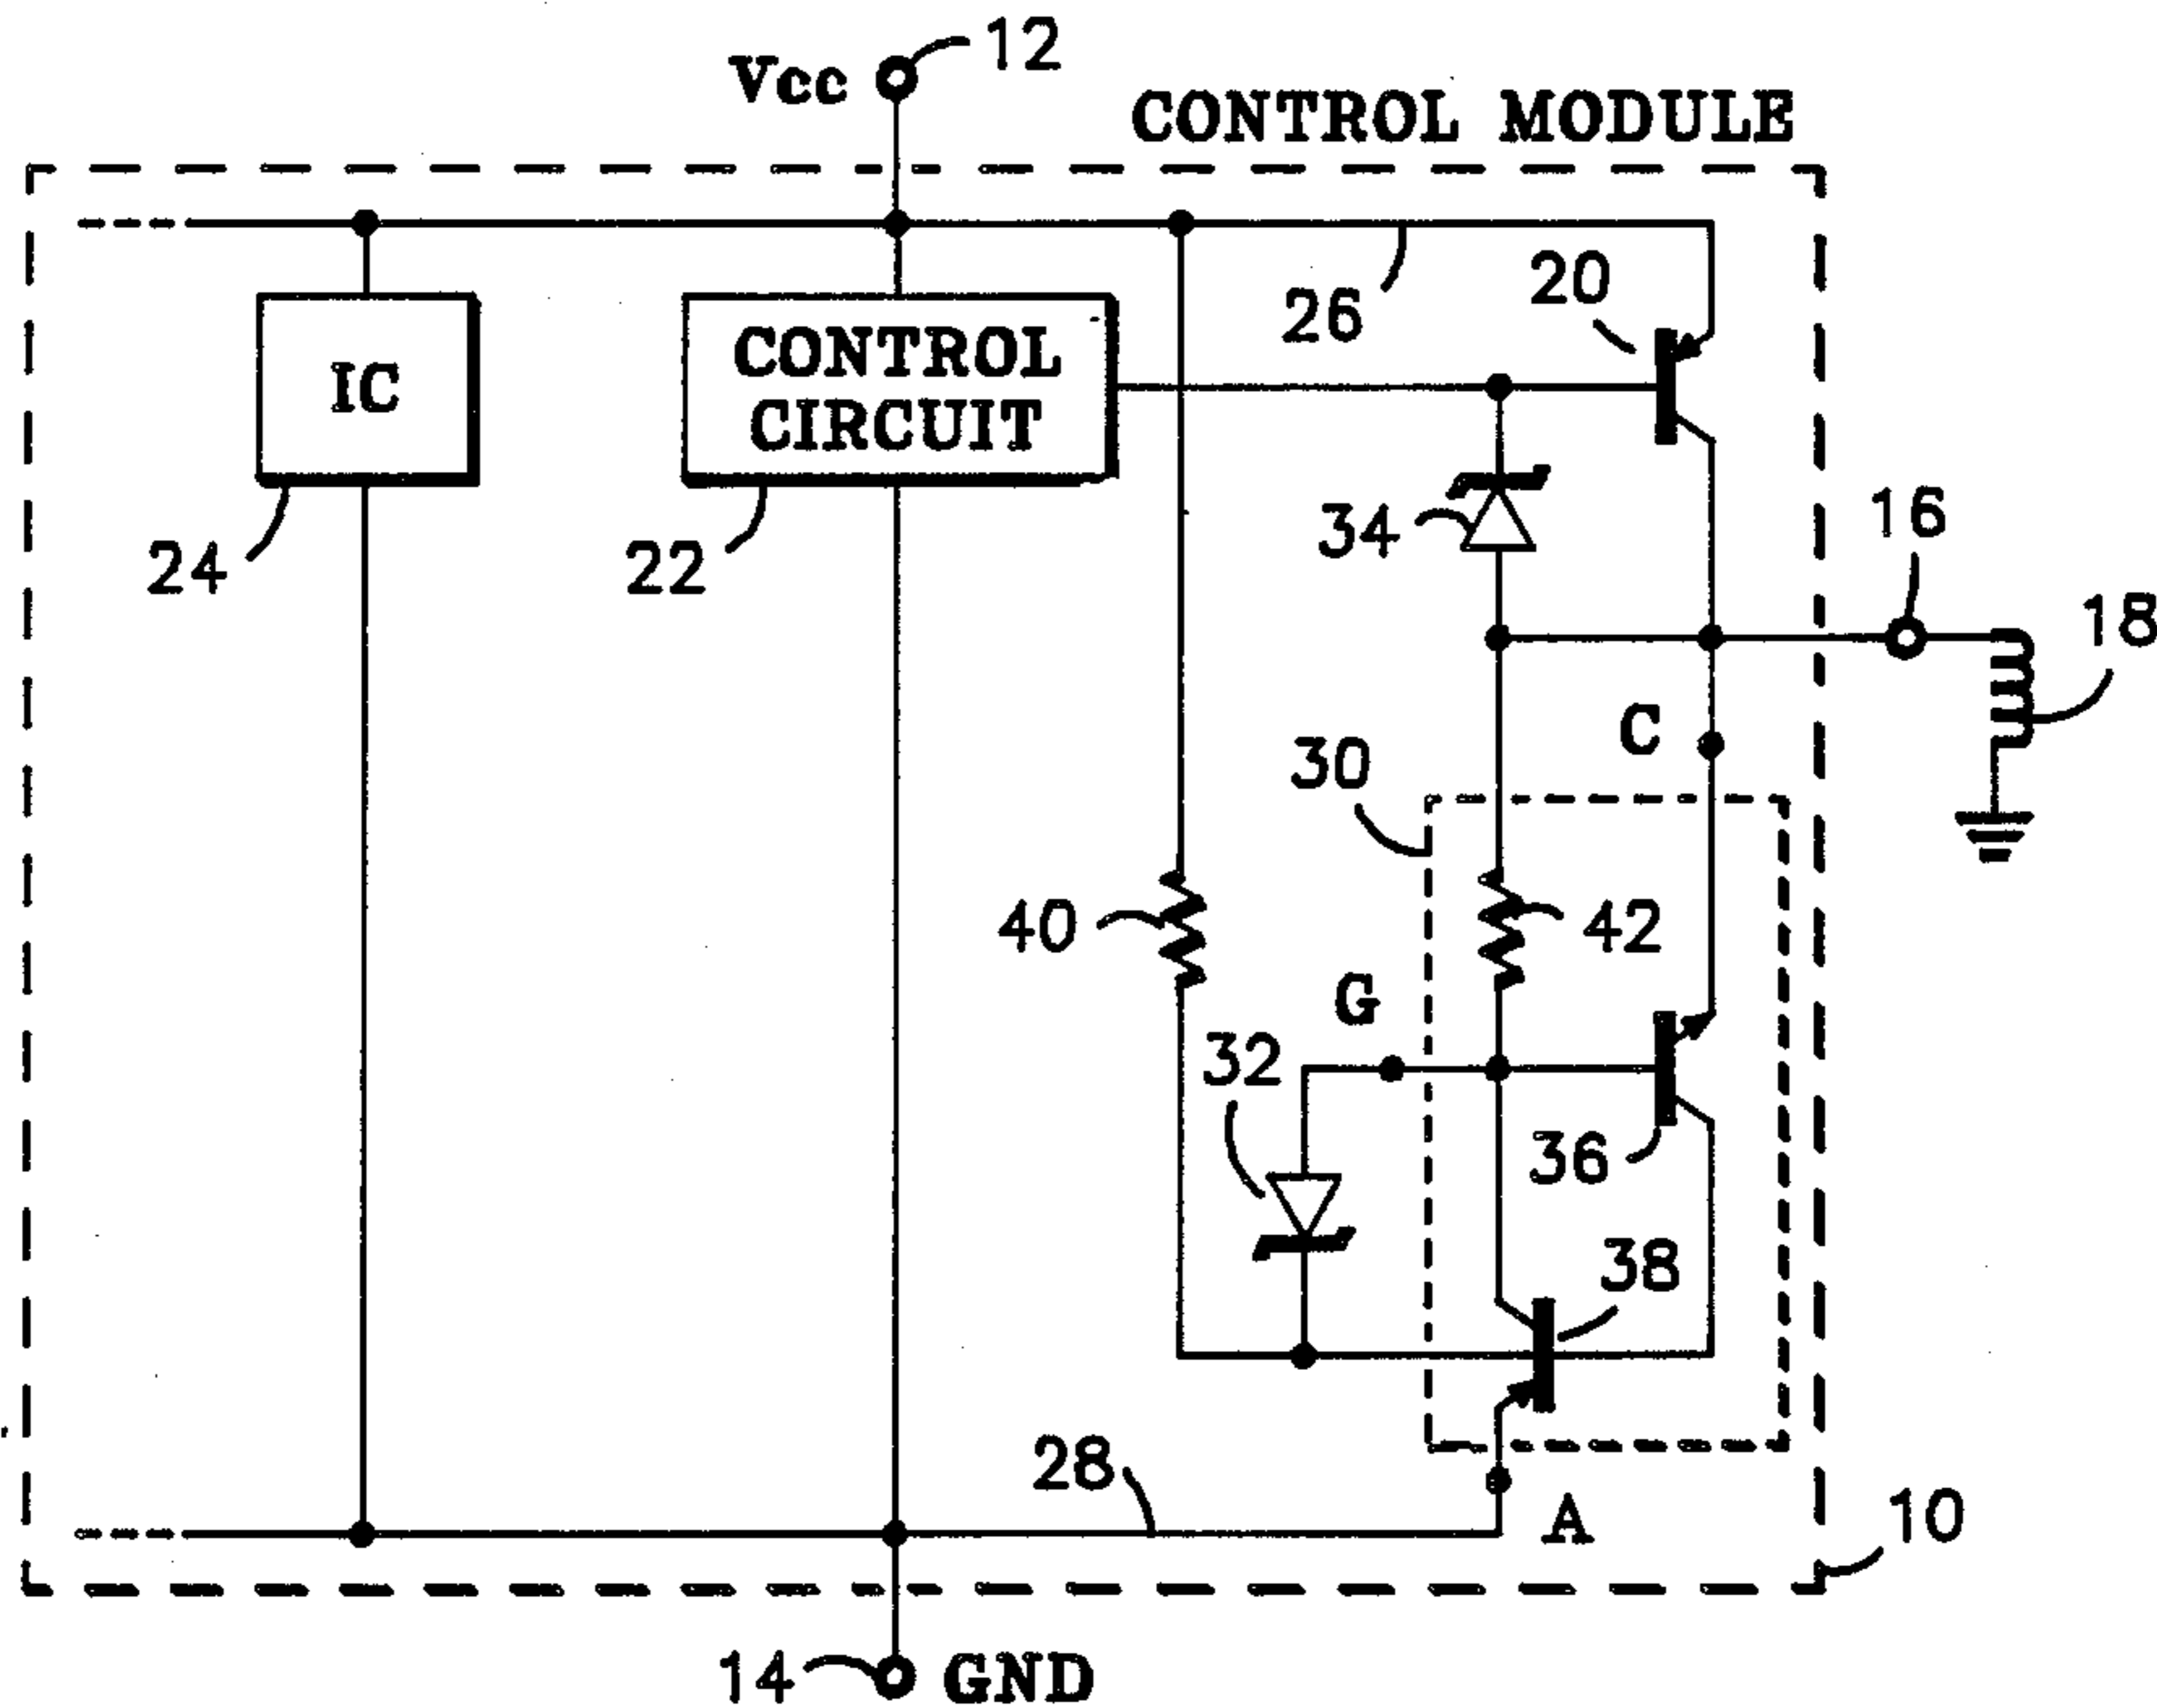 12
Vcc
CONTROL MODULE
20
26
IC
CONTROL
CIRCUIT
34
16
24
22
18
C
30
40
42
G
32
36
38
28
A
10
14
GND